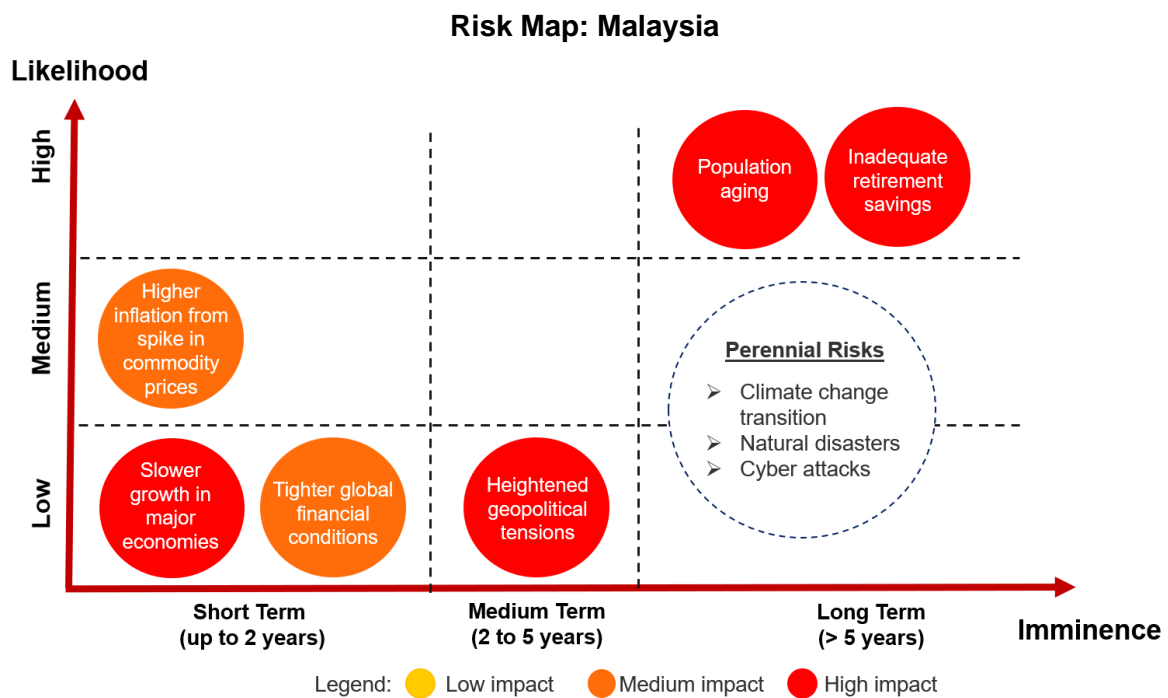 Risk Map: Malaysia
Likelihood
High
Population
aging
Inadequate
retirement
savings
Medium
Higher
inflation from
spike in
commodity
prices
Perennial Risks
➢ Climate change
transition
➢ Natural disasters
➢ Cyber attacks
Low
Slower
growth in
major
economies
Tighter global
financial
conditions
Heightened
geopolitical
tensions
Short Term
(up to 2 years)
Medium Term
(2 to 5 years)
Long Term
(> 5 years)
Imminence
Legend: Low impact Medium impact High impact